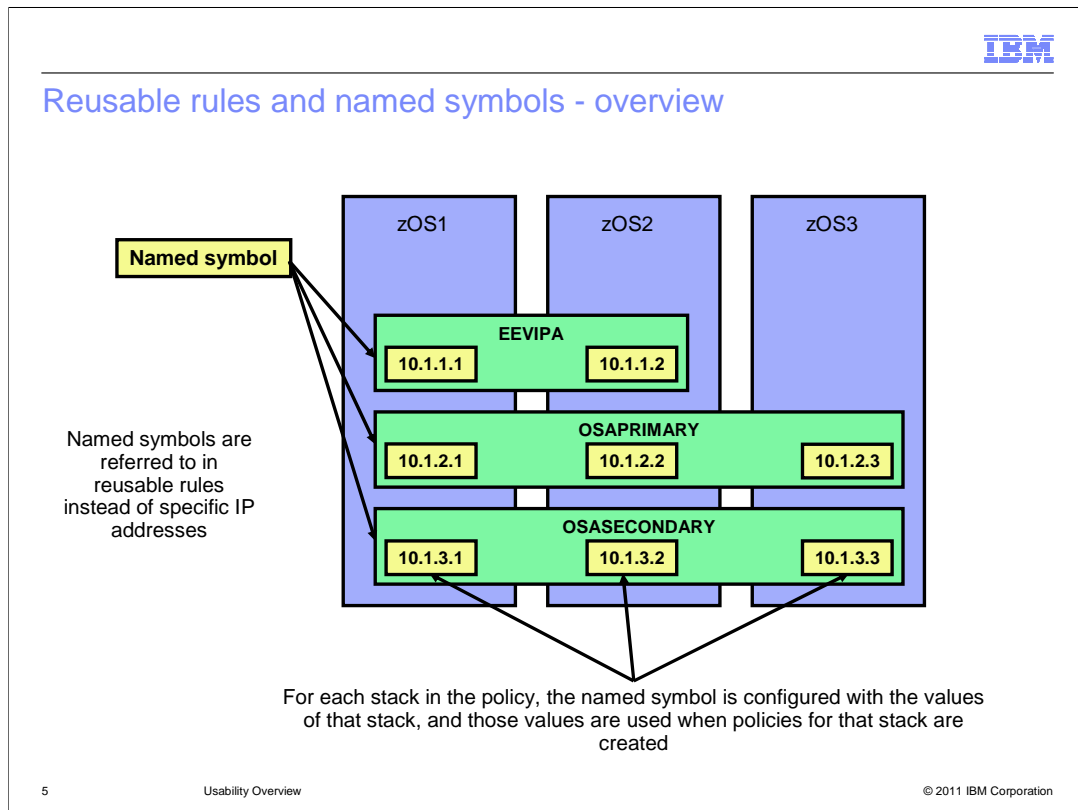 IBM
Reusable rules and named symbols - overview
zOS1
zOS2
zOS3
Named symbol
EEVIPA
10.1.1.1
10.1.1.2
OSAPRIMARY
10.1.2.1
10.1.2.2
10.1.2.3
Named symbols are
referred to in
reusable rules
instead of specific IP
addresses
OSASECONDARY
10.1.3.1
10.1.3.2
10.1.3.3
For each stack in the policy, the named symbol is configured with the values
of that stack, and those values are used when policies for that stack are
created
5 Usability Overview © 2011 IBM Corporation